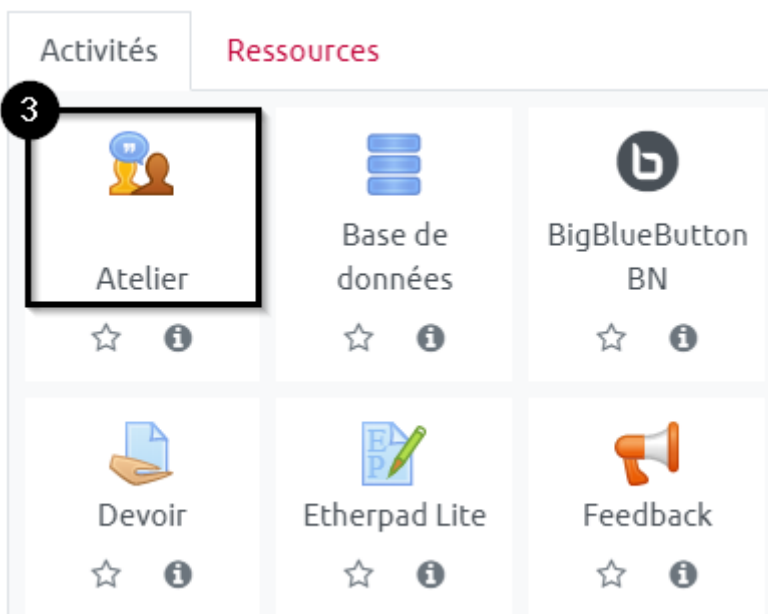 Activités Ressources
3
Atelier
Base de
données
BigBlueButton
BN
Devoir
Etherpad Lite
Feedback